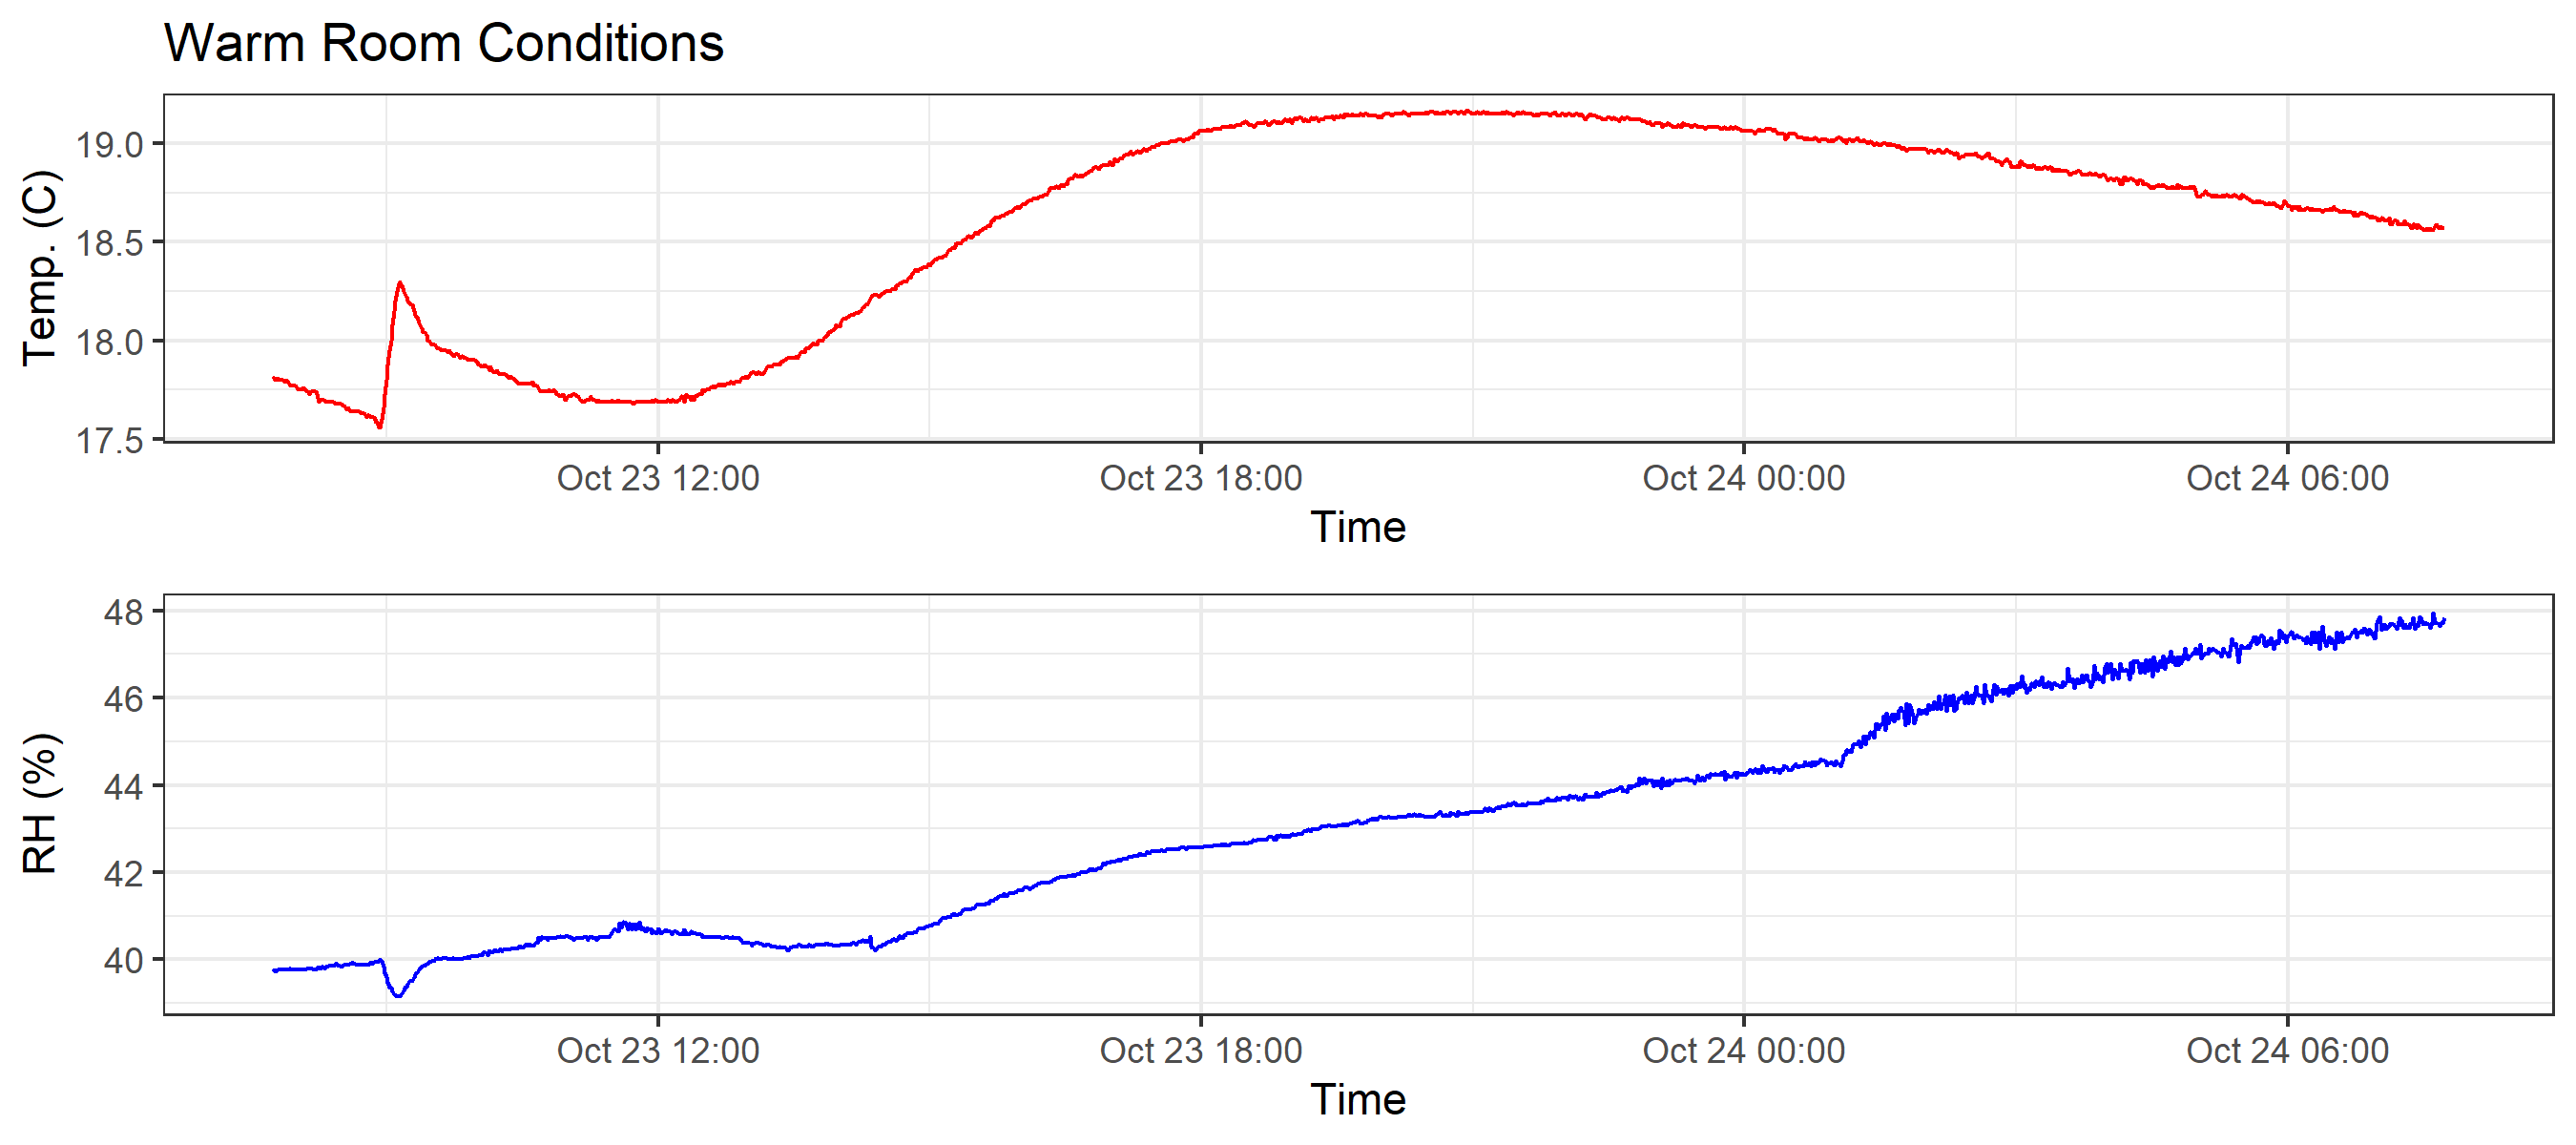 Warm Room Conditions
Temp. (C)
19.0
18.5
18.0
17.5
Oct 23 12:00 Oct 23 18:00 Oct 24 00:00 Oct 24 06:00
Time
RH (%)
48
46
44
42
40
Oct 23 12:00 Oct 23 18:00 Oct 24 00:00 Oct 24 06:00
Time